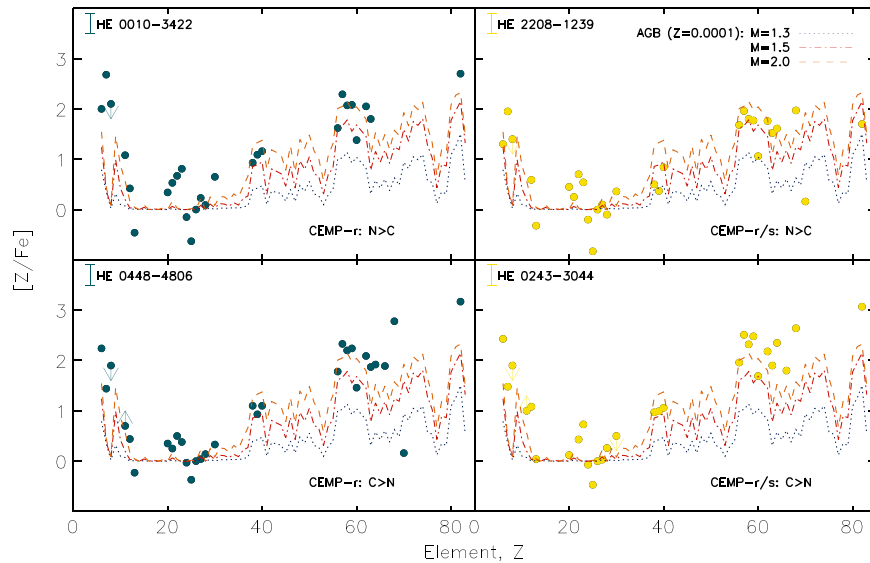 HE 0010-3422
HE 2208-1239
AGB (Z=0.0001): M=1.3
M=1.5
M=2.0
3
2
1
0
CEMP-r: N>C
CEMP-r/s: N>C
[Z/Fe]
HE 0448-4806
HE 0243-3044
3
2
1
0
CEMP-r: C>N
CEMP-r/s: C>N
0 20 40 60 80 0 20 40 60 80
Element, Z